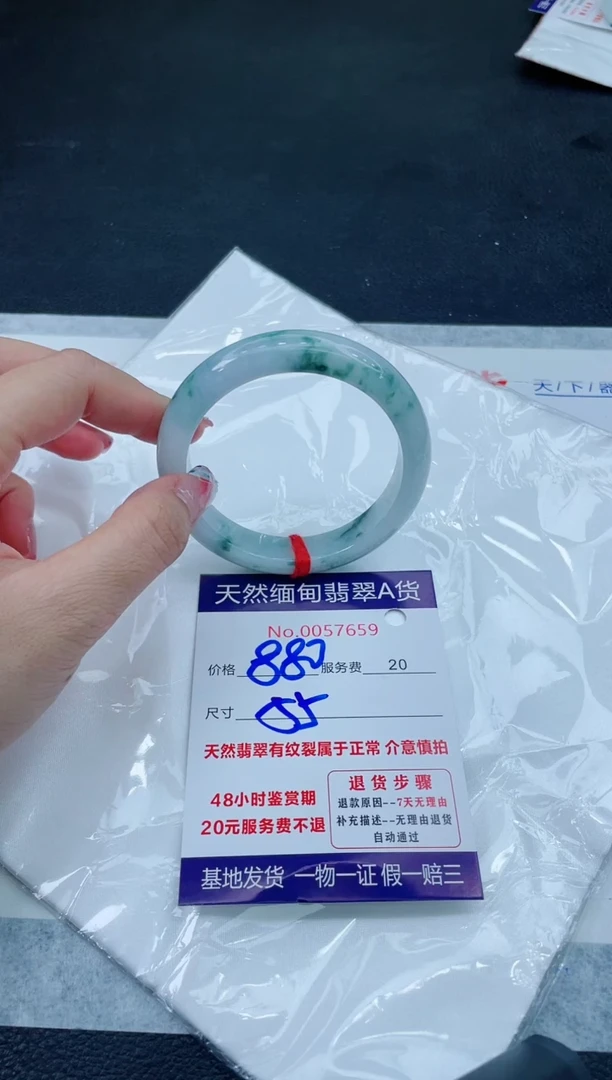 天/下/器
天然缅甸翡翠A货
No.0057659
价格 880 服务费 20
尺寸 55
天然翡翠有纹裂属于正常 介意慎拍
48小时鉴赏期
20元服务费不退
退货步骤
退款原因--7天无理由
补充描述--无理由退货
自动通过
基地发货 一物一证 假一赔三